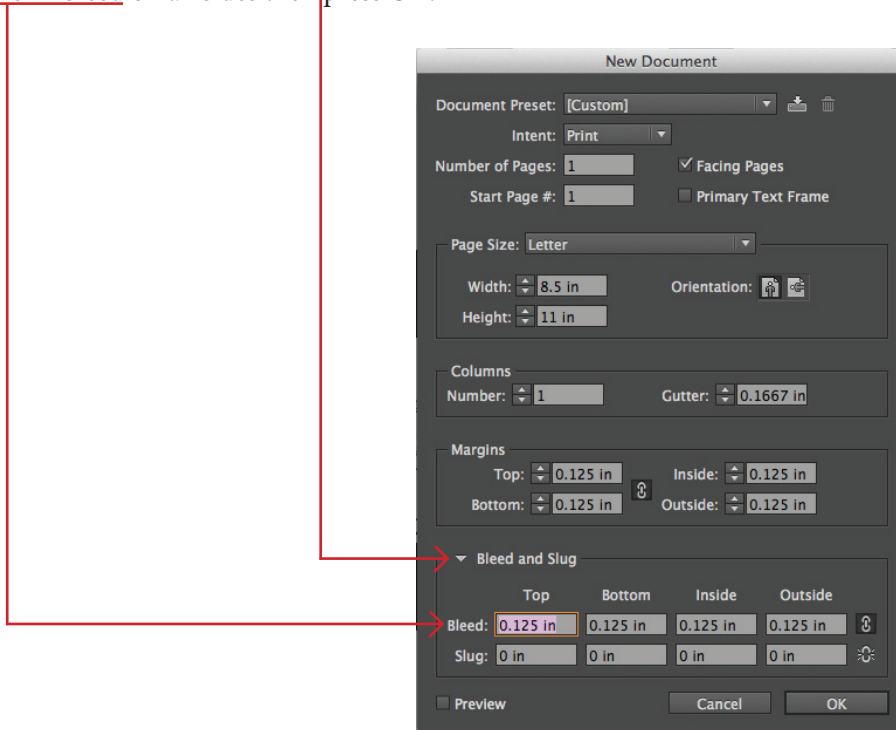 New Document
Document Preset: [Custom]
Intent: Print
Number of Pages: 1 Facing Pages
Start Page #: 1 Primary Text Frame
Page Size: Letter
Width: 8.5 in Orientation:
Height: 11 in
Columns
Number: 1 Gutter: 0.1667 in
Margins
Top: 0.125 in Inside: 0.125 in
Bottom: 0.125 in Outside: 0.125 in
Bleed and Slug
Top Bottom Inside Outside
Bleed: 0.125 in 0.125 in 0.125 in 0.125 in
Slug: 0 in 0 in 0 in 0 in
Preview Cancel OK